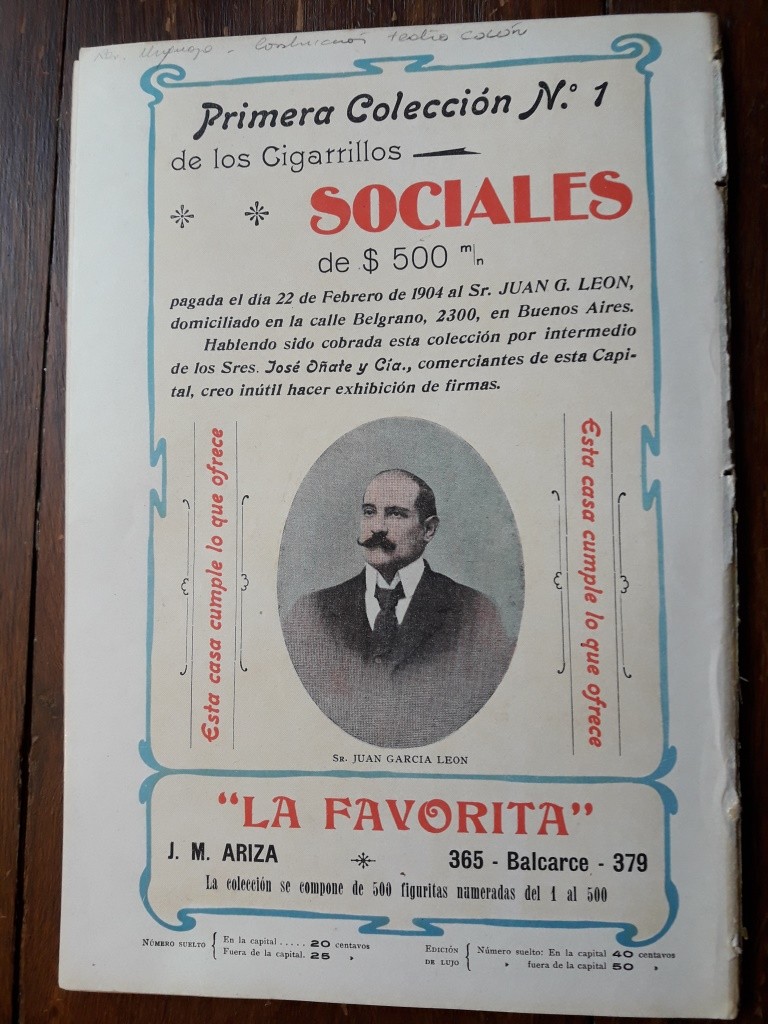 Construcción teatro colón
Primera Colección N.º 1
de los Cigarrillos
SOCIALES
de $ 500 m/n
pagada el día 22 de Febrero de 1904 al Sr. JUAN G. LEON,
domiciliado en la calle Belgrano, 2300, en Buenos Aires.
Habiendo sido cobrada esta colección por intermedio
de los Sres. José Oñate y Cía., comerciantes de esta Capi-
tal, creo inútil hacer exhibición de firmas.
Esta casa cumple lo que ofrece
Esta casa cumple lo que ofrece
SR. JUAN GARCIA LEON
"LA FAVORITA"
J. M. ARIZA 365 - Balcarce - 379
La colección se compone de 500 figuritas numeradas del 1 al 500
NÚMERO SUELTO { En la capital ..... 20 centavos
Fuera de la capital. 25 »
EDICIÓN DE LUJO { Número suelto: En la capital 40 centavos
» fuera de la capital 50 »